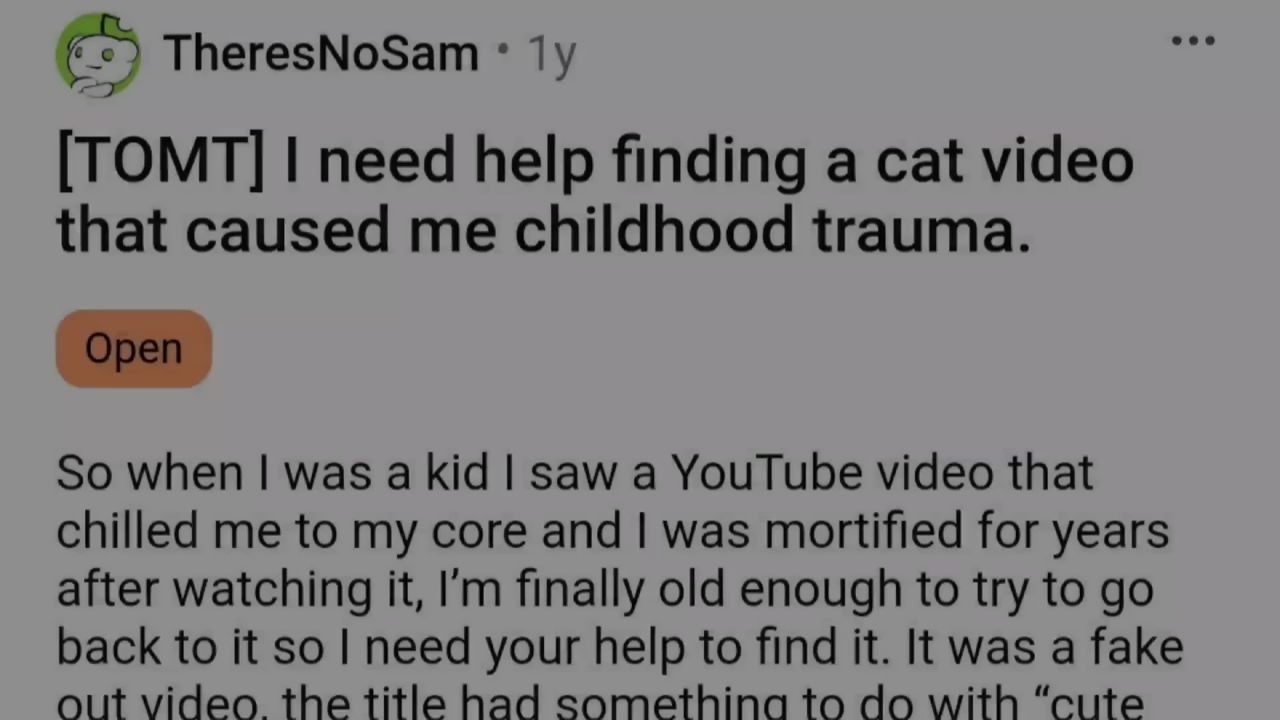 TheresNoSam • 1y
[TOMT] I need help finding a cat video
that caused me childhood trauma.
Open
So when I was a kid I saw a YouTube video that
chilled me to my core and I was mortified for years
after watching it, I’m finally old enough to try to go
back to it so I need your help to find it. It was a fake
out video, the title had something to do with “cute